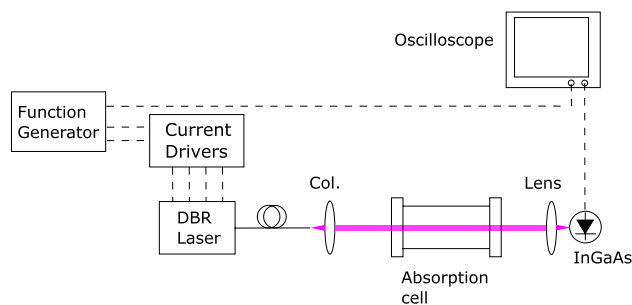 Oscilloscope
Function
Generator
Current
Drivers
Col.
Lens
DBR
Laser
InGaAs
Absorption
cell